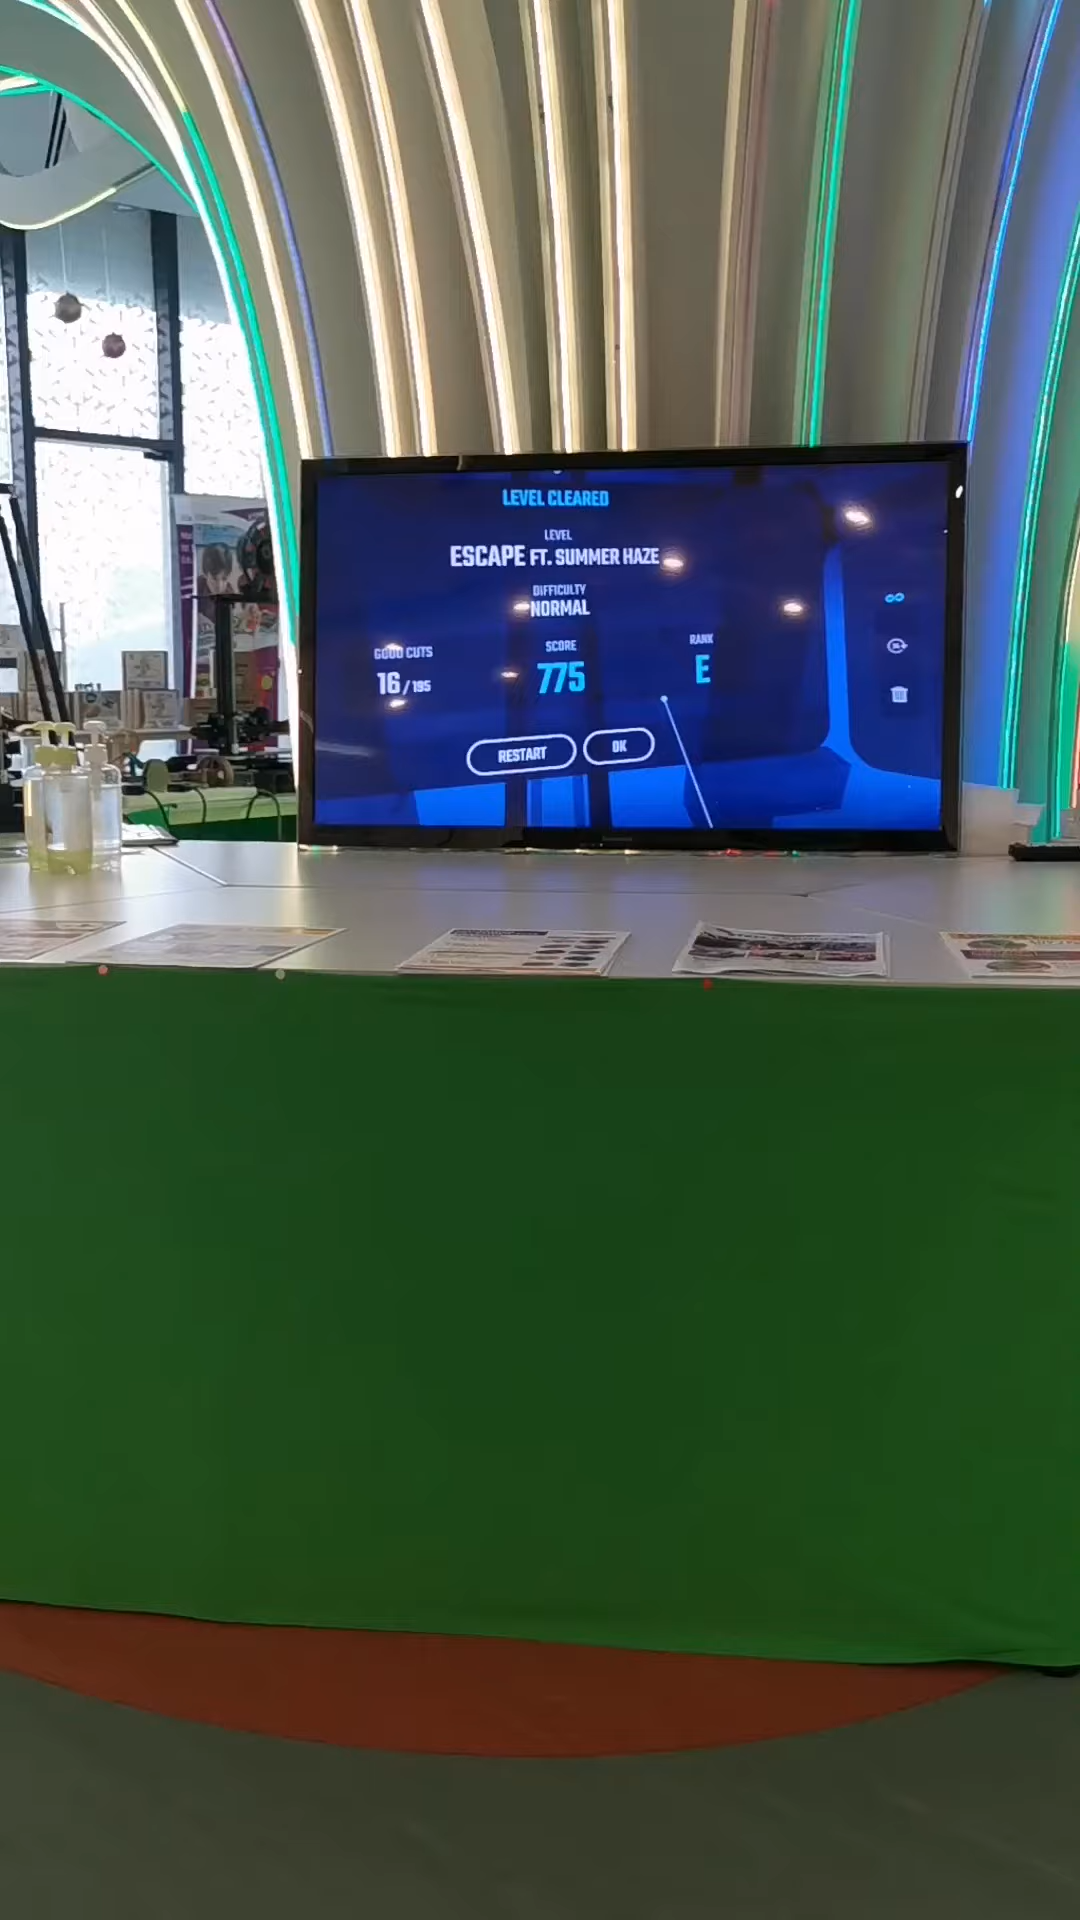 LEVEL CLEARED
LEVEL
ESCAPE FT. SUMMER HAZE
DIFFICULTY
NORMAL
GOOD CUTS
SCORE
RANK
16/195
775
E
RESTART
OK